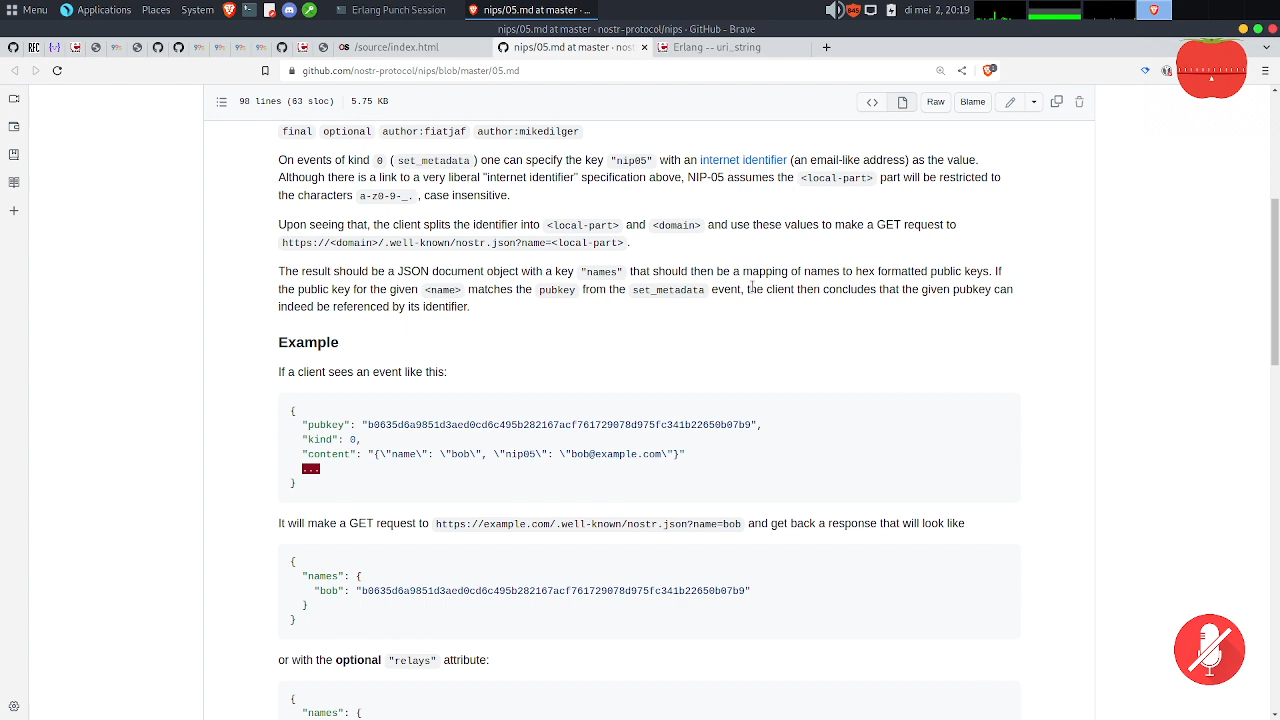 Menu Applications Places System Erlang Punch Session nips/05.md at master - ... 845 di mei 2, 20:19
nips/05.md at master · nostr-protocol/nips · GitHub - Brave
/source/index.html nips/05.md at master · nost Erlang -- uri_string
github.com/nostr-protocol/nips/blob/master/05.md
98 lines (63 sloc) 5.75 KB Raw Blame
final optional author:fiatjaf author:mikedilger
On events of kind 0 (set_metadata) one can specify the key "nip05" with an internet identifier (an email-like address) as the value.
Although there is a link to a very liberal "internet identifier" specification above, NIP-05 assumes the <local-part> part will be restricted to
the characters a-z0-9-_., case insensitive.
Upon seeing that, the client splits the identifier into <local-part> and <domain> and use these values to make a GET request to
https://<domain>/.well-known/nostr.json?name=<local-part>.
The result should be a JSON document object with a key "names" that should then be a mapping of names to hex formatted public keys. If
the public key for the given <name> matches the pubkey from the set_metadata event, the client then concludes that the given pubkey can
indeed be referenced by its identifier.
Example
If a client sees an event like this:
{
"pubkey": "b0635d6a9851d3aed0cd6c495b282167acf761729078d975fc341b22650b07b9",
"kind": 0,
"content": "{\"name\": \"bob\", \"nip05\": \"bob@example.com\"}"
...
}
It will make a GET request to https://example.com/.well-known/nostr.json?name=bob and get back a response that will look like
{
"names": {
"bob": "b0635d6a9851d3aed0cd6c495b282167acf761729078d975fc341b22650b07b9"
}
}
or with the optional "relays" attribute:
{
"names": {